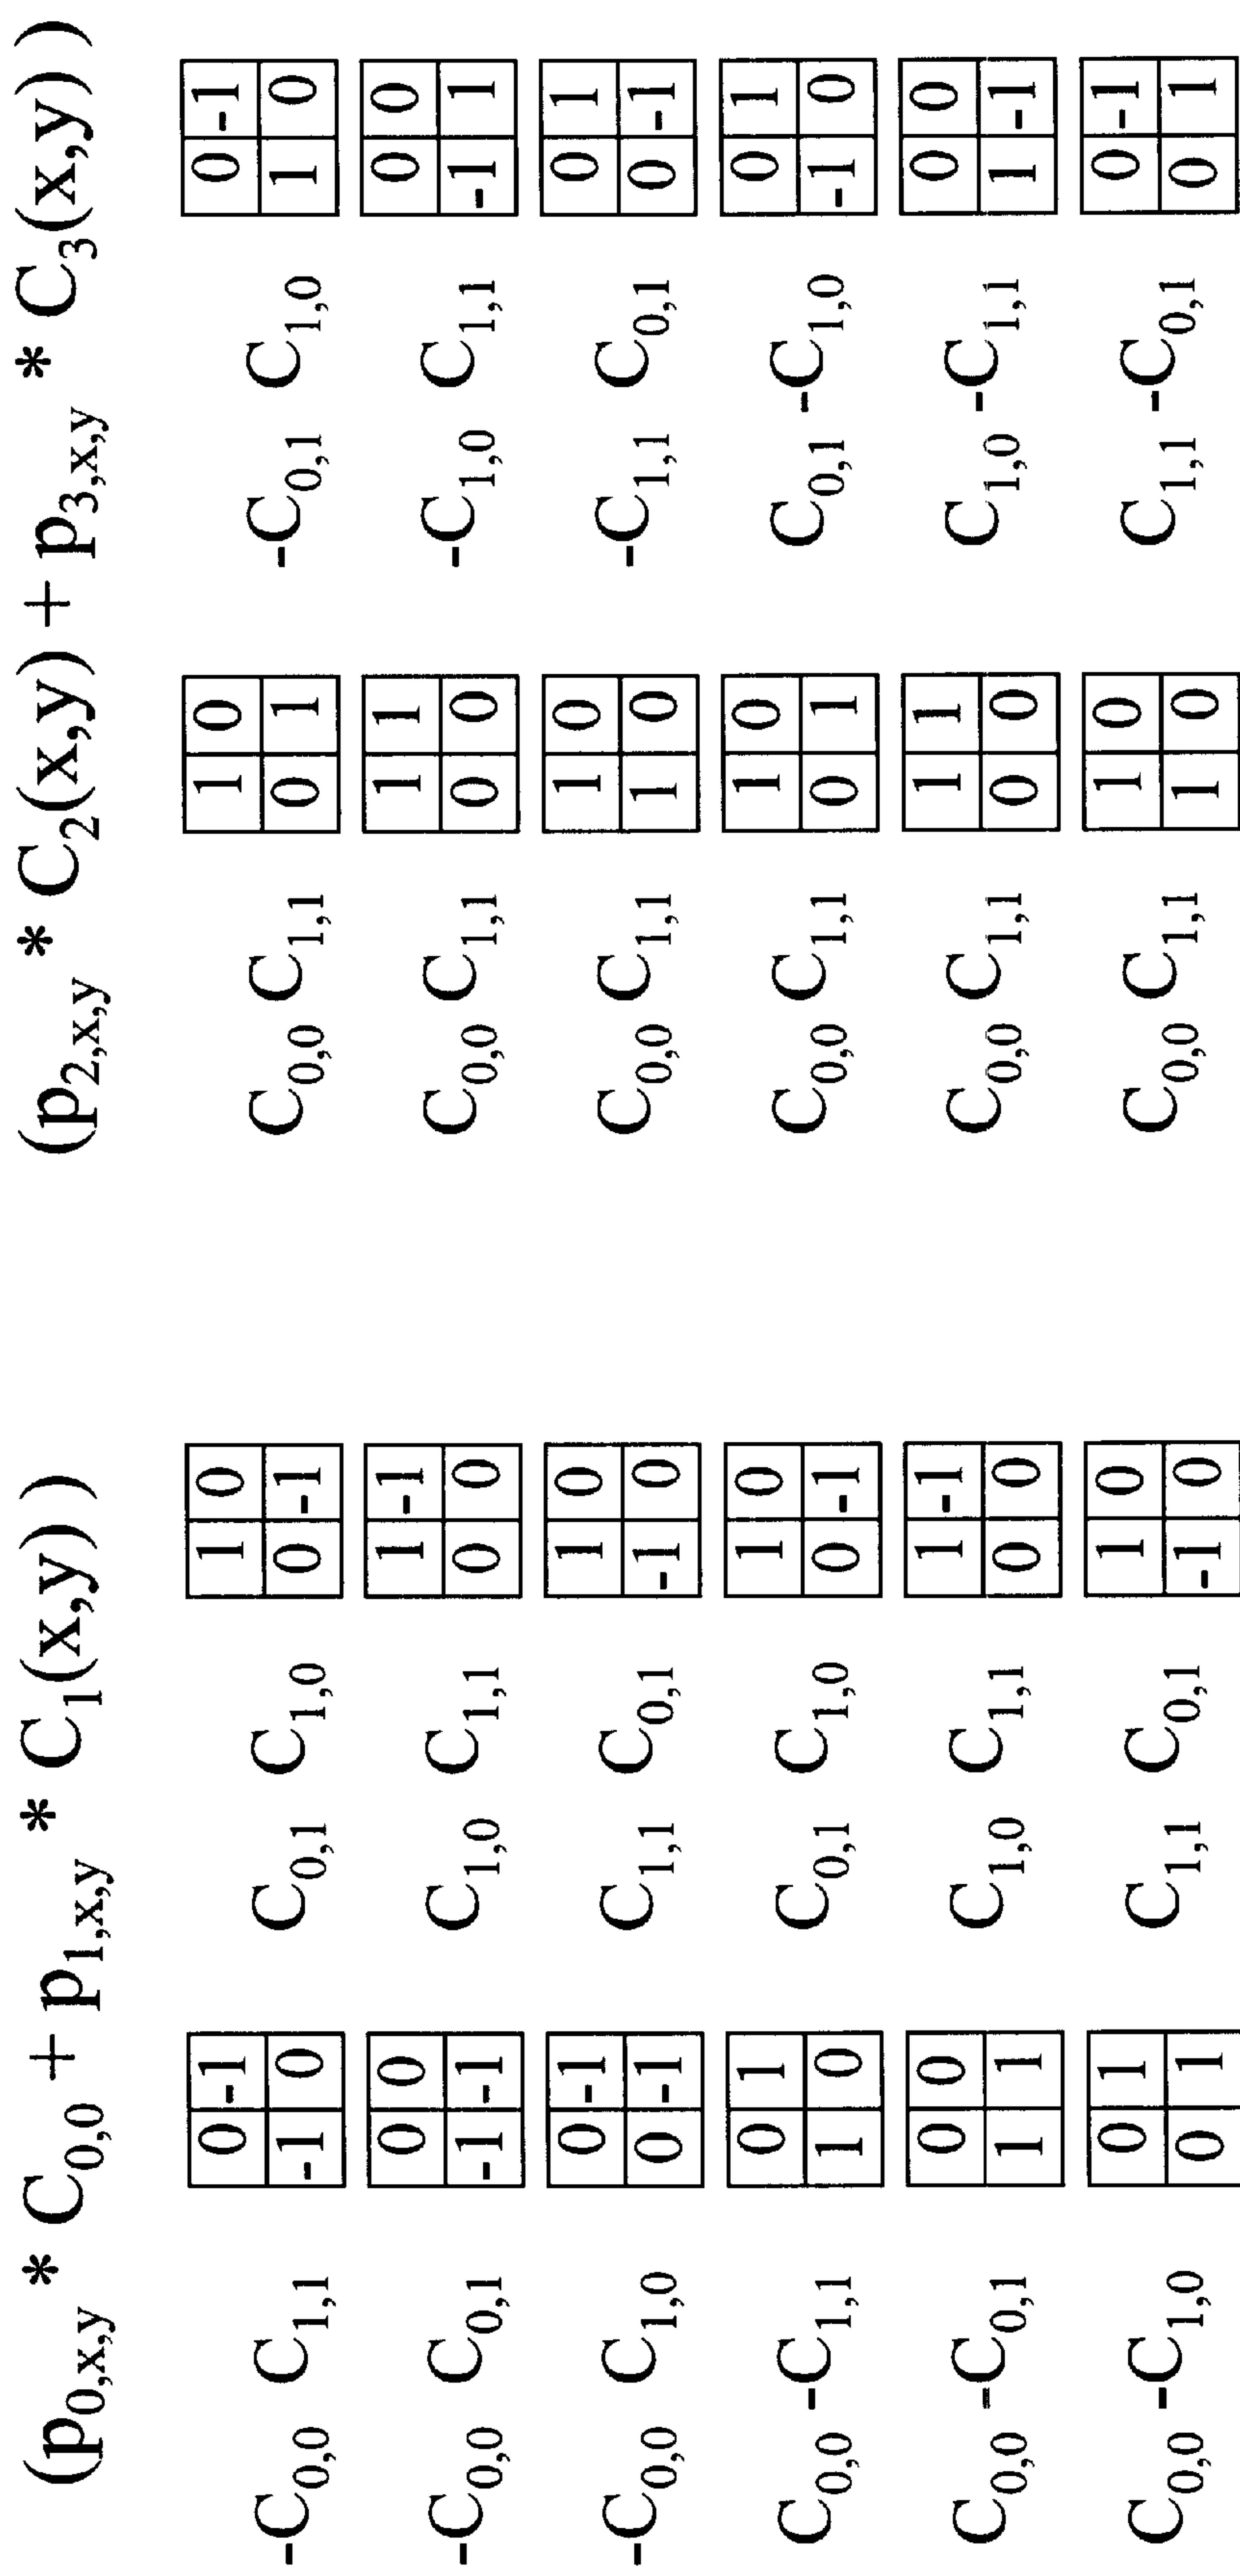 (p0,x,y * C0,0 + p1,x,y * C1(x,y) ) (p2,x,y * C2(x,y) + p3,x,y * C3(x,y) )
0 -1 1 0 1 0 0 -1
-C0,0 C1,1 C0,1 C1,0 C0,0 C1,1 -C0,1 C1,0
-1 0 0 -1 0 1 1 0
0 0 1 -1 1 1 0 0
-C0,0 C0,1 C1,0 C1,1 C0,0 C1,1 -C1,0 C1,1
-1 -1 0 0 0 0 -1 1
0 -1 1 0 1 0 0 1
-C0,0 C1,0 C1,1 C0,1 C0,0 C1,1 -C1,1 C0,1
0 -1 -1 0 1 0 0 -1
0 1 1 0 1 0 0 1
C0,0 -C1,1 C0,1 C1,0 C0,0 C1,1 C0,1 -C1,0
1 0 0 -1 0 1 -1 0
0 0 1 -1 1 1 0 0
C0,0 -C0,1 C1,0 C1,1 C0,0 C1,1 C1,0 -C1,1
1 1 0 0 0 0 1 -1
0 1 1 0 1 0 0 -1
C0,0 -C1,0 C1,1 C0,1 C0,0 C1,1 C1,1 -C0,1
0 1 -1 0 1 0 0 1